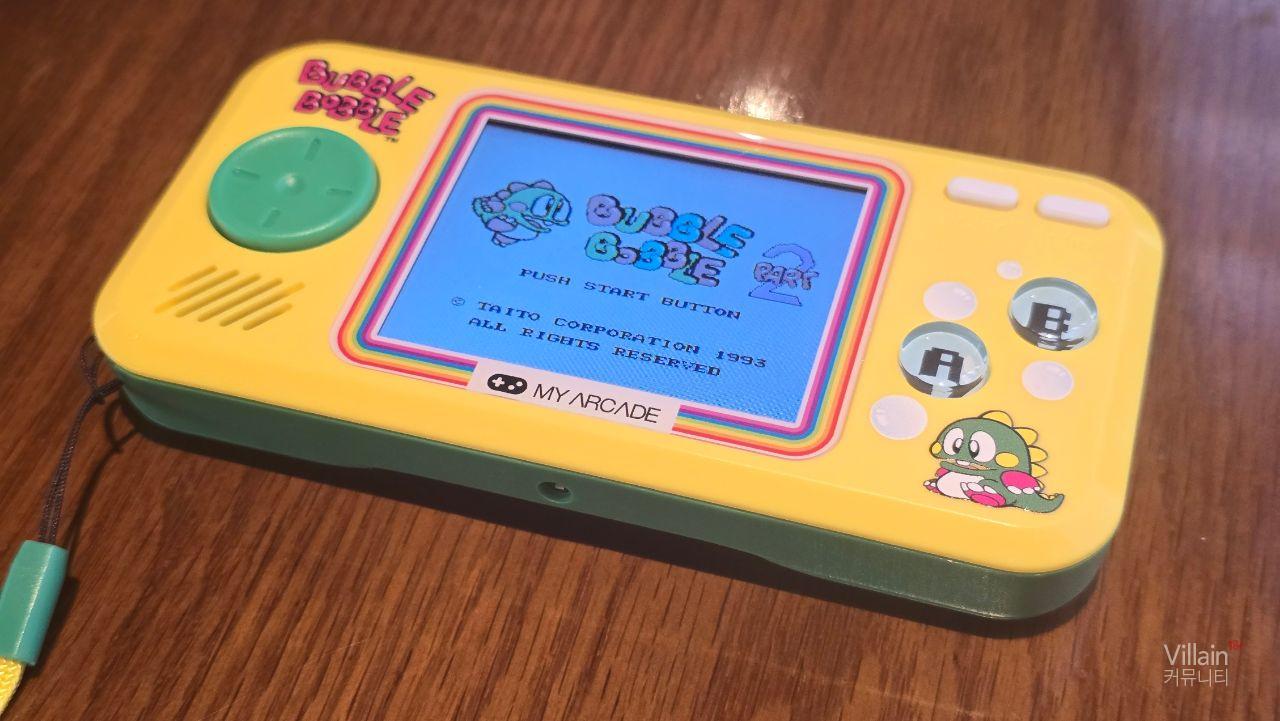 BUBBLE
BOBBLE
BUBBLE
BOBBLE
PART
2
PUSH START BUTTON
© TAITO CORPORATION 1993
ALL RIGHTS RESERVED
MY ARCADE
B
A
Villain
커뮤니티